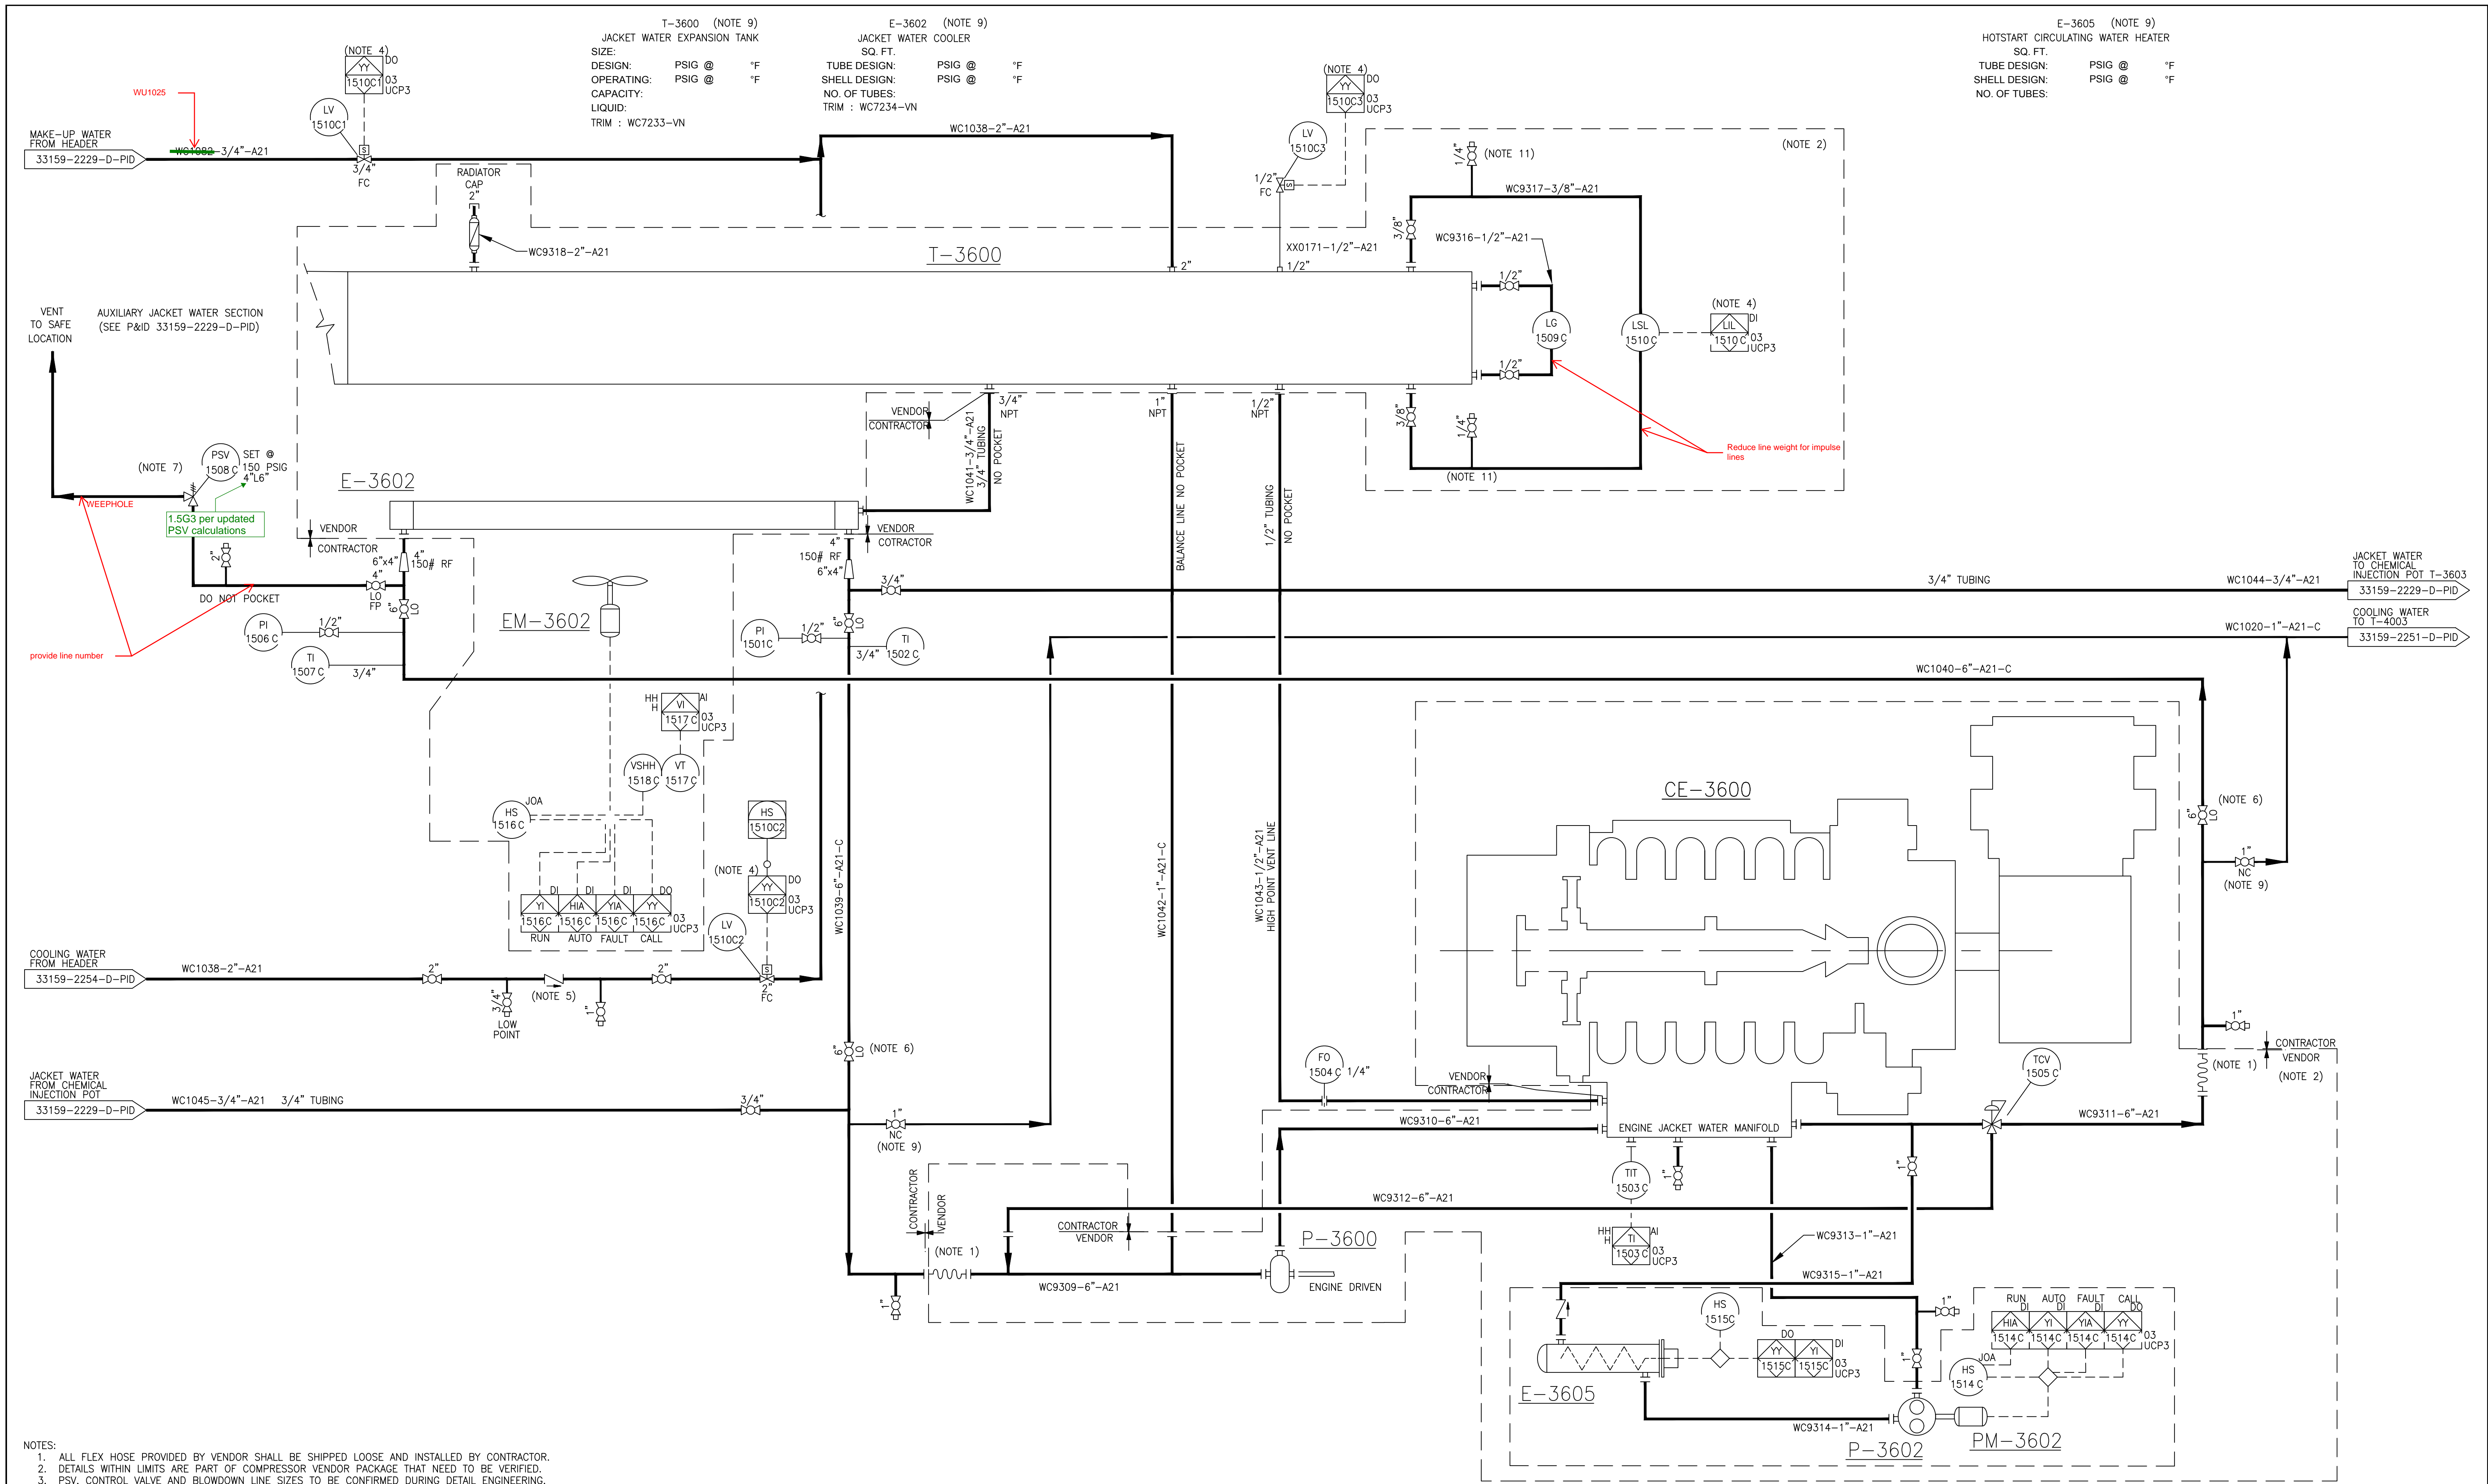 T-3600 (NOTE 9)
JACKET WATER EXPANSION TANK
SIZE:
DESIGN: PSIG @ °F
OPERATING: PSIG @ °F
CAPACITY:
LIQUID:
TRIM : WC7233-VN
E-3602 (NOTE 9)
JACKET WATER COOLER
SQ. FT.
TUBE DESIGN: PSIG @ °F
SHELL DESIGN: PSIG @ °F
NO. OF TUBES:
TRIM : WC7234-VN
E-3605 (NOTE 9)
HOTSTART CIRCULATING WATER HEATER
SQ. FT.
TUBE DESIGN: PSIG @ °F
SHELL DESIGN: PSIG @ °F
NO. OF TUBES:
(NOTE 4)
YY
DO
1510C1
03
UCP3
LV
1510C1
S
3/4"
FC
WU1025
MAKE-UP WATER
FROM HEADER
33159-2229-D-PID
WC1082-3/4"-A21
WC1038-2"-A21
RADIATOR
CAP
2"
WC9318-2"-A21
T-3600
2"
(NOTE 4)
YY
DO
1510C3
03
UCP3
LV
1510C3
1/2"
FC
S
XX0171-1/2"-A21
1/2"
1/4"
(NOTE 11)
(NOTE 2)
WC9317-3/8"-A21
3/8"
WC9316-1/2"-A21
1/2"
LG
1509 C
1/2"
LSL
1510 C
(NOTE 4)
LIL
DI
1510 C
03
UCP3
3/8"
1/4"
(NOTE 11)
Reduce line weight for impulse
lines
VENT
TO SAFE
LOCATION
AUXILIARY JACKET WATER SECTION
(SEE P&ID 33159-2229-D-PID)
(NOTE 7)
PSV
1508 C
SET @
150 PSIG
4"L6"
WEEPHOLE
1.5G3 per updated
PSV calculations
2"
DO NOT POCKET
4"
LO
FP
provide line number
E-3602
VENDOR
CONTRACTOR
4"
6"x4"
150# RF
6"
LO
PI
1506 C
1/2"
TI
1507 C
3/4"
VENDOR
COTRACTOR
4"
150# RF
6"x4"
3/4"
6"
LO
PI
1501C
1/2"
TI
1502 C
3/4"
VENDOR
CONTRACTOR
3/4"
NPT
WC1041-3/4"-A21
3/4" TUBING
NO POCKET
1"
NPT
BALANCE LINE NO POCKET
1/2"
NPT
1/2" TUBING
NO POCKET
3/4" TUBING
WC1044-3/4"-A21
JACKET WATER
TO CHEMICAL
INJECTION POT T-3603
33159-2229-D-PID
COOLING WATER
TO T-4003
WC1020-1"-A21-C
33159-2251-D-PID
WC1040-6"-A21-C
EM-3602
HH
H
VI
AI
1517 C
03
UCP3
VSHH
1518 C
VT
1517 C
HS
1516 C
JOA
DI
DI
DI
DO
YI
HIA
YIA
YY
1516C
1516 C
1516 C
1516C
03
UCP3
RUN
AUTO
FAULT
CALL
HS
1510C2
(NOTE 4)
YY
DO
1510C2
03
UCP3
LV
1510C2
S
2"
FC
COOLING WATER
FROM HEADER
33159-2254-D-PID
WC1038-2"-A21
2"
3/4"
LOW
POINT
(NOTE 5)
1"
2"
WC1039-6"-A21-C
WC1042-1"-A21-C
WC1043-1/2"-A21
HIGH POINT VENT LINE
6"
LO
(NOTE 6)
JACKET WATER
FROM CHEMICAL
INJECTION POT
33159-2229-D-PID
WC1045-3/4"-A21 3/4" TUBING
3/4"
1"
NC
(NOTE 9)
CONTRACTOR
VENDOR
(NOTE 1)
1"
WC9309-6"-A21
CONTRACTOR
VENDOR
P-3600
ENGINE DRIVEN
WC9312-6"-A21
WC9310-6"-A21
FO
1504 C
1/4"
VENDOR
CONTRACTOR
CE-3600
ENGINE JACKET WATER MANIFOLD
TIT
1503 C
1"
HH
H
TI
AI
1503 C
03
UCP3
WC9313-1"-A21
WC9315-1"-A21
1"
TCV
1505 C
WC9311-6"-A21
6"
LO
(NOTE 6)
1"
NC
(NOTE 9)
1"
CONTRACTOR
VENDOR
(NOTE 1)
(NOTE 2)
E-3605
HS
1515C
DO
YY
YI
DI
1515C
1515C
03
UCP3
WC9314-1"-A21
P-3602
PM-3602
1"
1"
RUN
AUTO
FAULT
CALL
DI
DI
DI
DO
HIA
YI
YIA
YY
1514C
1514C
1514C
1514C
03
UCP3
JOA
HS
1514 C
NOTES:
1. ALL FLEX HOSE PROVIDED BY VENDOR SHALL BE SHIPPED LOOSE AND INSTALLED BY CONTRACTOR.
2. DETAILS WITHIN LIMITS ARE PART OF COMPRESSOR VENDOR PACKAGE THAT NEED TO BE VERIFIED.
3. PSV, CONTROL VALVE AND BLOWDOWN LINE SIZES TO BE CONFIRMED DURING DETAIL ENGINEERING.